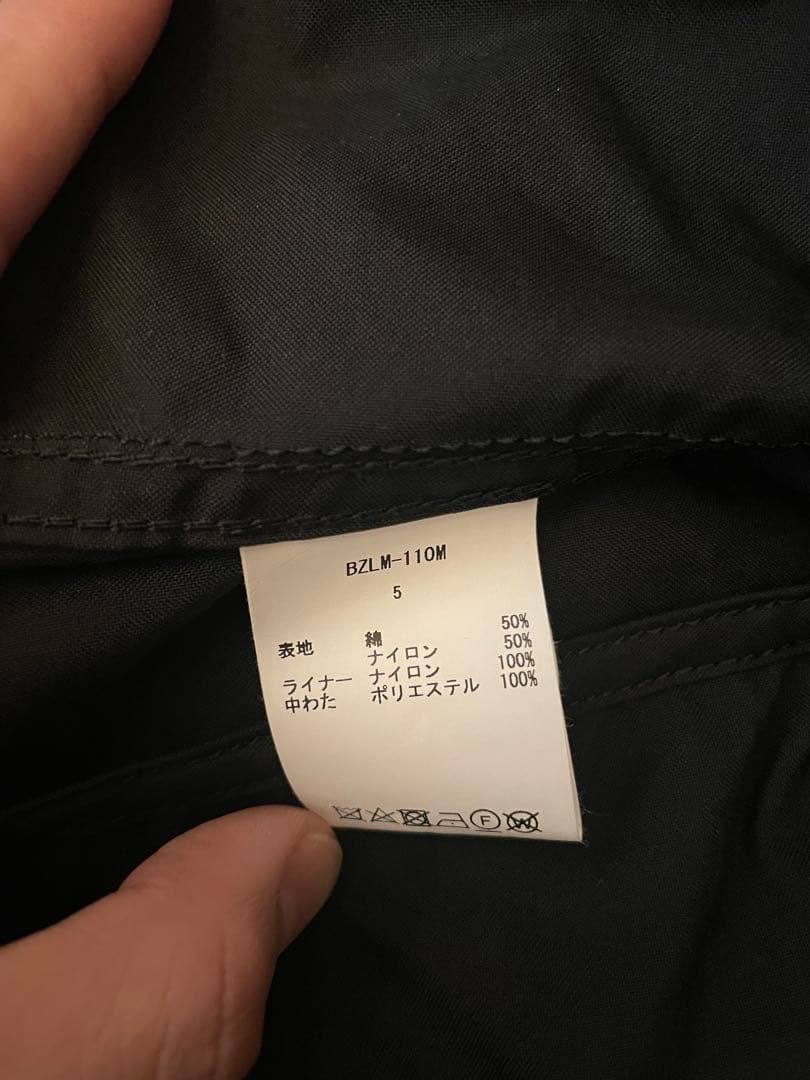 BZLM-110M
5
表地 綿 50%
ナイロン 50%
ライナー ナイロン 100%
中わた ポリエステル 100%
F W